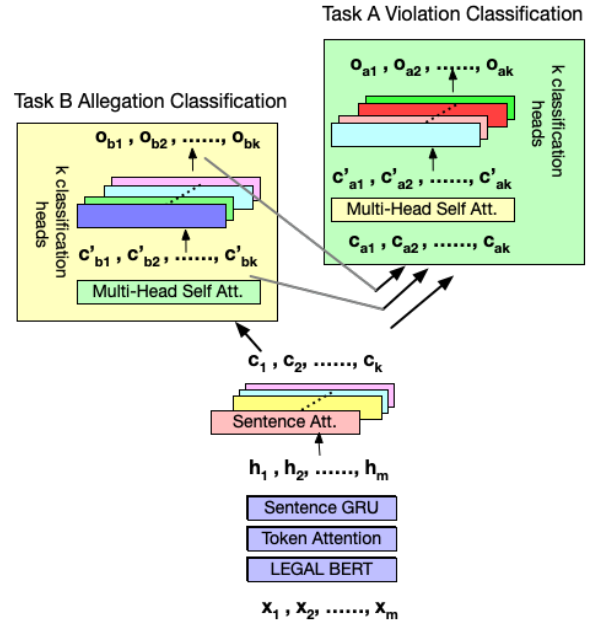 Task A Violation Classification
o_a1 , o_a2 , ......, o_ak
k classification heads
c'_a1 , c'_a2 , ......, c'_ak
Multi-Head Self Att.
c_a1 , c_a2 , ......, c_ak
Task B Allegation Classification
o_b1 , o_b2 , ......, o_bk
k classification heads
c'_b1 , c'_b2 , ......, c'_bk
Multi-Head Self Att.
c_1 , c_2, ......, c_k
Sentence Att.
h_1 , h_2, ......, h_m
Sentence GRU
Token Attention
LEGAL BERT
x_1 , x_2, ......, x_m